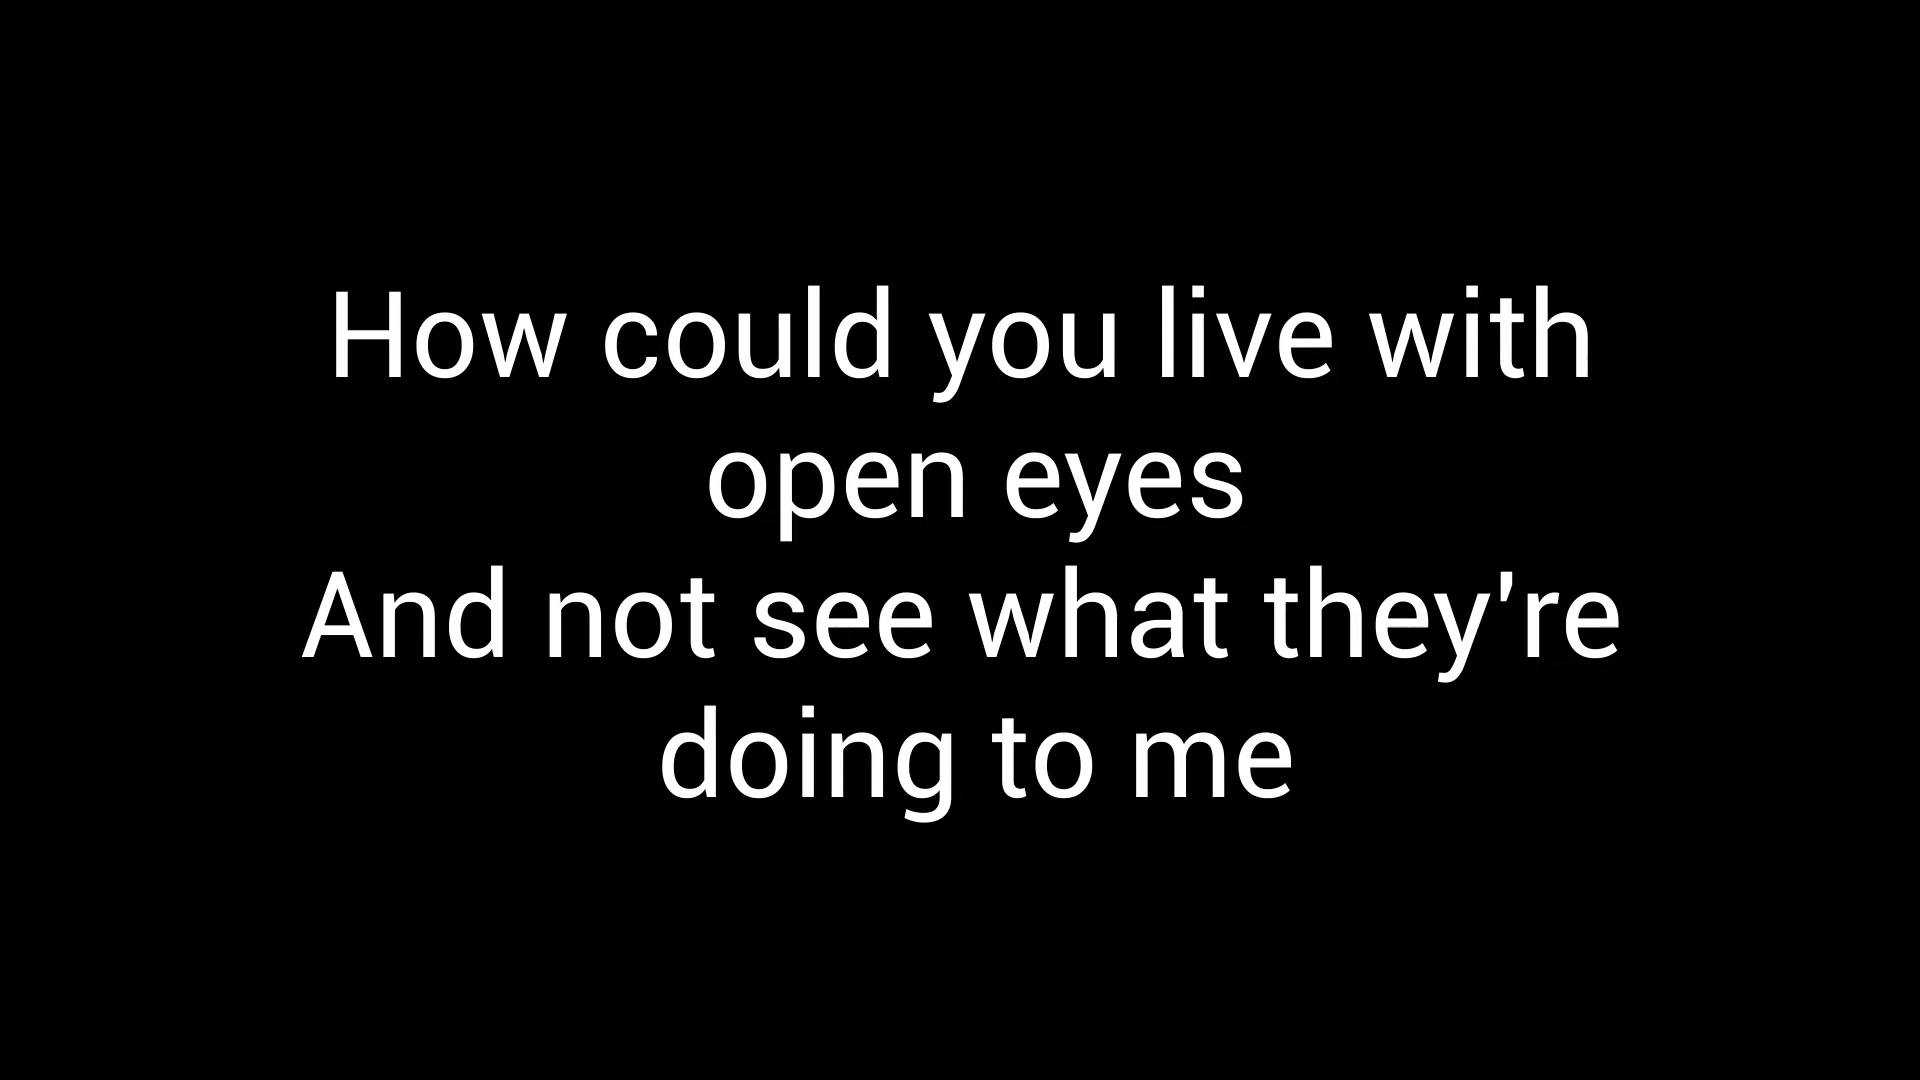 How could you live with
open eyes
And not see what they're
doing to me